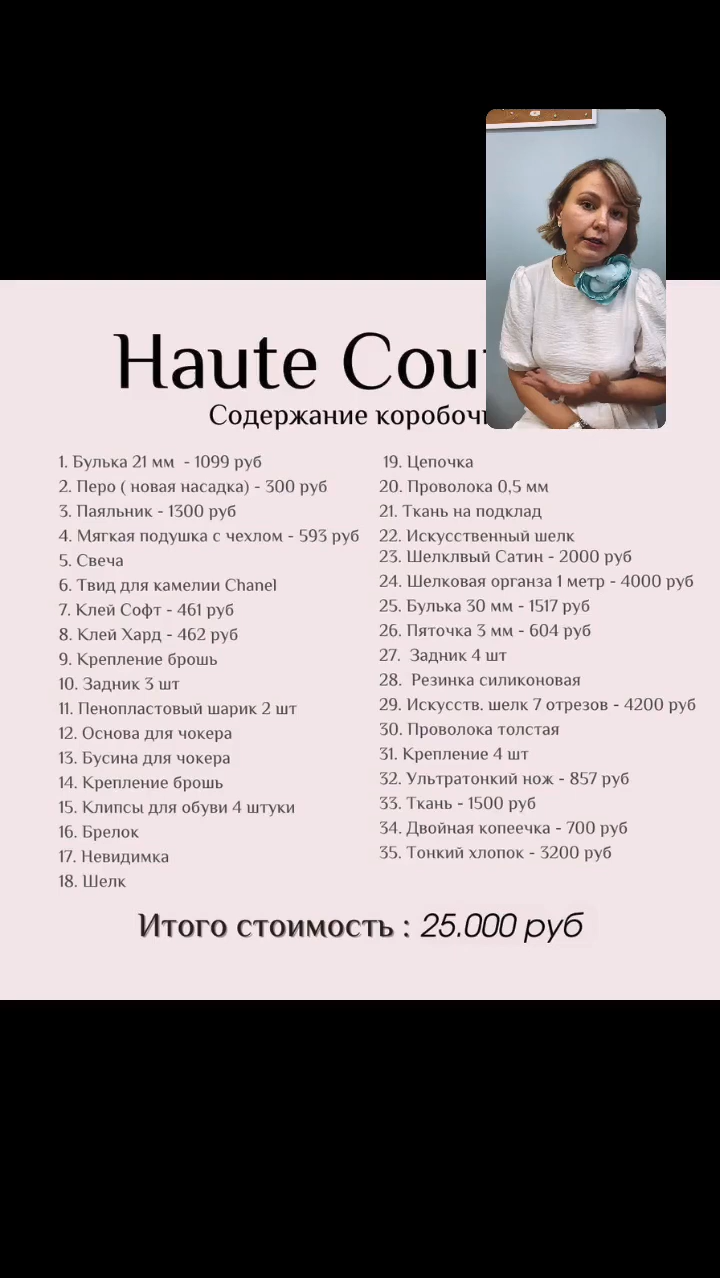 Haute Cou
Содержание коробоч
1. Булька 21 мм - 1099 руб
2. Перо ( новая насадка) - 300 руб
3. Паяльник - 1300 руб
4. Мягкая подушка с чехлом - 593 руб
5. Свеча
6. Твид для камелии Chanel
7. Клей Софт - 461 руб
8. Клей Хард - 462 руб
9. Крепление брошь
10. Задник 3 шт
11. Пенопластовый шарик 2 шт
12. Основа для чокера
13. Бусина для чокера
14. Крепление брошь
15. Клипсы для обуви 4 штуки
16. Брелок
17. Невидимка
18. Шелк
19. Цепочка
20. Проволока 0,5 мм
21. Ткань на подклад
22. Искусственный шелк
23. Шелклвый Сатин - 2000 руб
24. Шелковая органза 1 метр - 4000 руб
25. Булька 30 мм - 1517 руб
26. Пяточка 3 мм - 604 руб
27. Задник 4 шт
28. Резинка силиконовая
29. Искусств. шелк 7 отрезов - 4200 руб
30. Проволока толстая
31. Крепление 4 шт
32. Ультратонкий нож - 857 руб
33. Ткань - 1500 руб
34. Двойная копеечка - 700 руб
35. Тонкий хлопок - 3200 руб
Итого стоимость : 25.000 руб